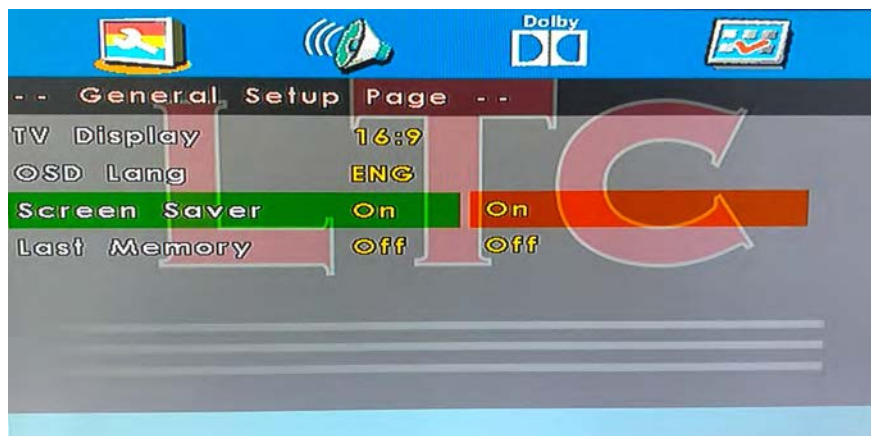 Dolby
-- General Setup Page --
TV Display 16:9
OSD Lang ENG
Screen Saver On On
Last Memory Off Off
LTC